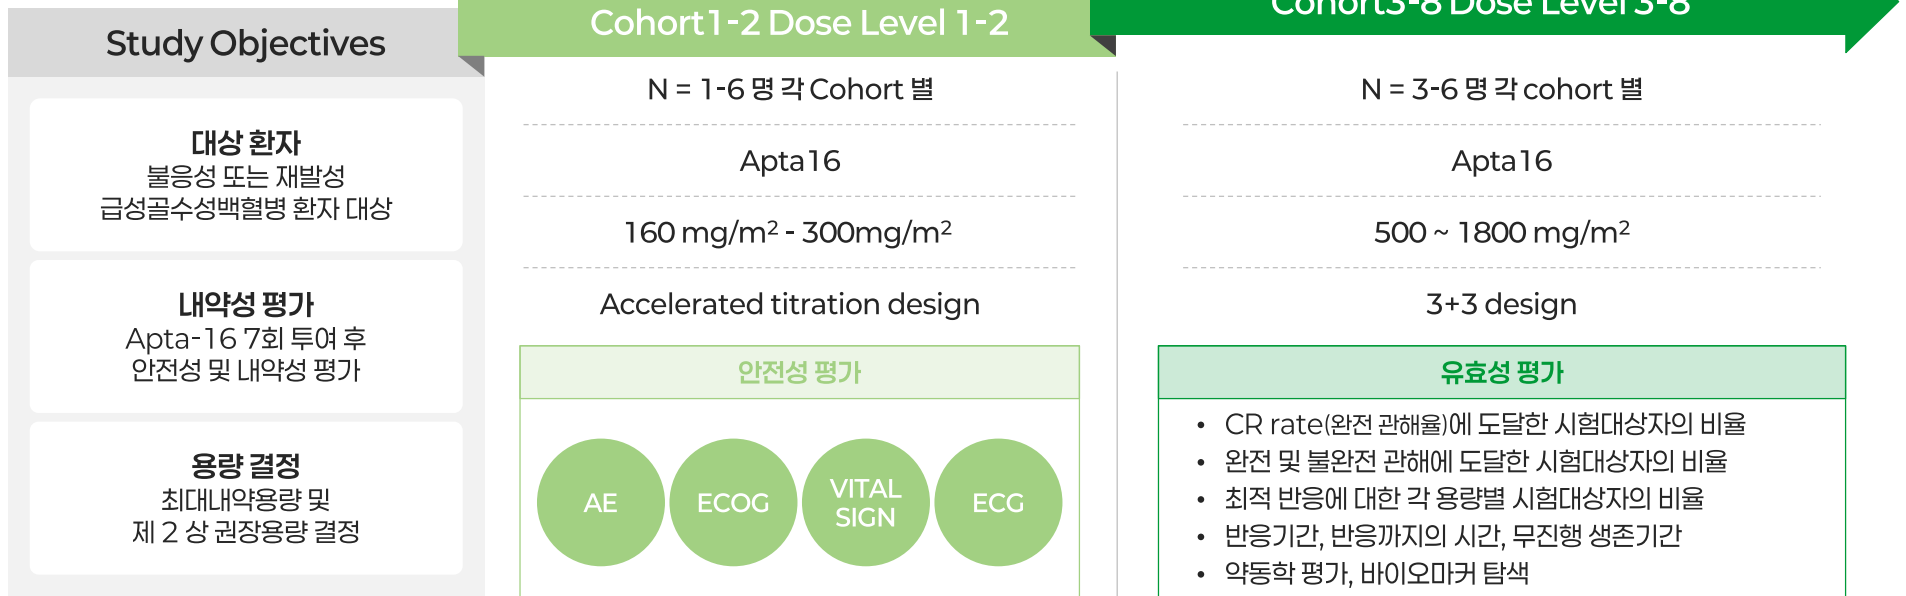 Study Objectives
대상 환자
불응성 또는 재발성
급성골수성백혈병 환자 대상
내약성 평가
Apta-16 7회 투여 후
안전성 및 내약성 평가
용량 결정
최대내약용량 및
제 2 상 권장용량 결정
Cohort1-2 Dose Level 1-2
N = 1-6 명 각 Cohort 별
Apta16
160 mg/m² - 300mg/m²
Accelerated titration design
안전성 평가
AE
ECOG
VITAL
SIGN
ECG
Cohort3-8 Dose Level 3-8
N = 3-6 명 각 cohort 별
Apta16
500 ~ 1800 mg/m²
3+3 design
유효성 평가
• CR rate(완전 관해율)에 도달한 시험대상자의 비율
• 완전 및 불완전 관해에 도달한 시험대상자의 비율
• 최적 반응에 대한 각 용량별 시험대상자의 비율
• 반응기간, 반응까지의 시간, 무진행 생존기간
• 약동학 평가, 바이오마커 탐색